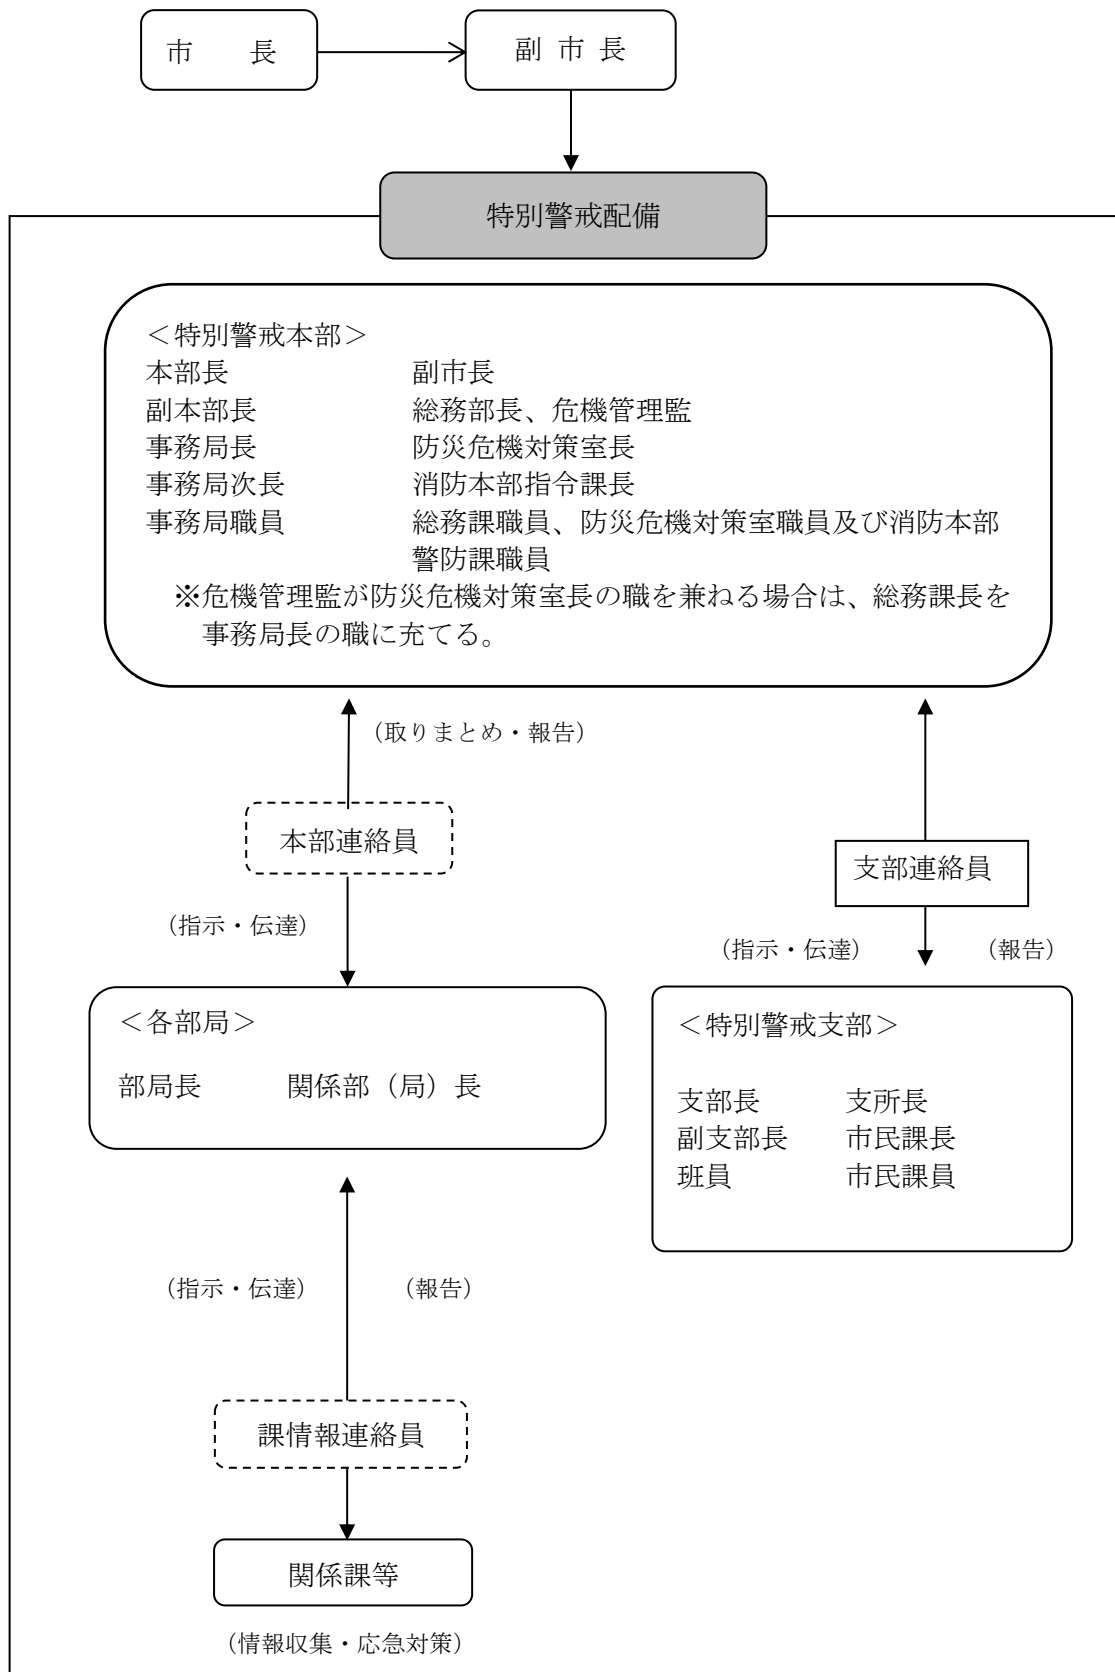 市　　長
副 市 長
特別警戒配備
＜特別警戒本部＞
本部長　　　　　　副市長
副本部長　　　　　総務部長、危機管理監
事務局長　　　　　防災危機対策室長
事務局次長　　　　消防本部指令課長
事務局職員　　　　総務課職員、防災危機対策室職員及び消防本部
警防課職員
※危機管理監が防災危機対策室長の職を兼ねる場合は、総務課長を
事務局長の職に充てる。
（取りまとめ・報告）
本部連絡員
支部連絡員
（指示・伝達）
（指示・伝達）　　　　（報告）
＜各部局＞
部局長　　　関係部（局）長
＜特別警戒支部＞
支部長　　　支所長
副支部長　　市民課長
班員　　　　市民課員
（指示・伝達）　　　（報告）
課情報連絡員
関係課等
（情報収集・応急対策）